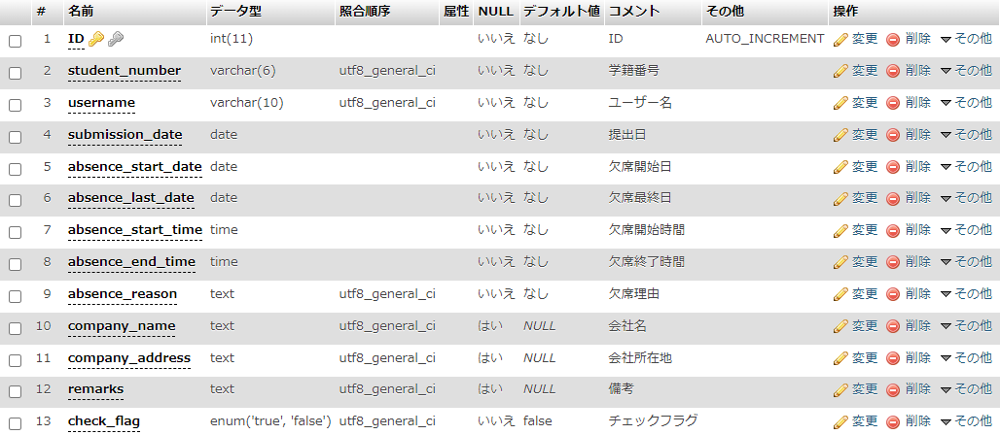 # 名前 データ型 照合順序 属性 NULL デフォルト値 コメント その他 操作
1 ID int(11) いいえ なし ID AUTO_INCREMENT 変更 削除 その他
2 student_number varchar(6) utf8_general_ci いいえ なし 学籍番号 変更 削除 その他
3 username varchar(10) utf8_general_ci いいえ なし ユーザー名 変更 削除 その他
4 submission_date date いいえ なし 提出日 変更 削除 その他
5 absence_start_date date いいえ なし 欠席開始日 変更 削除 その他
6 absence_last_date date いいえ なし 欠席最終日 変更 削除 その他
7 absence_start_time time いいえ なし 欠席開始時間 変更 削除 その他
8 absence_end_time time いいえ なし 欠席終了時間 変更 削除 その他
9 absence_reason text utf8_general_ci いいえ なし 欠席理由 変更 削除 その他
10 company_name text utf8_general_ci はい NULL 会社名 変更 削除 その他
11 company_address text utf8_general_ci はい NULL 会社所在地 変更 削除 その他
12 remarks text utf8_general_ci はい NULL 備考 変更 削除 その他
13 check_flag enum('true', 'false') utf8_general_ci いいえ false チェックフラグ 変更 削除 その他